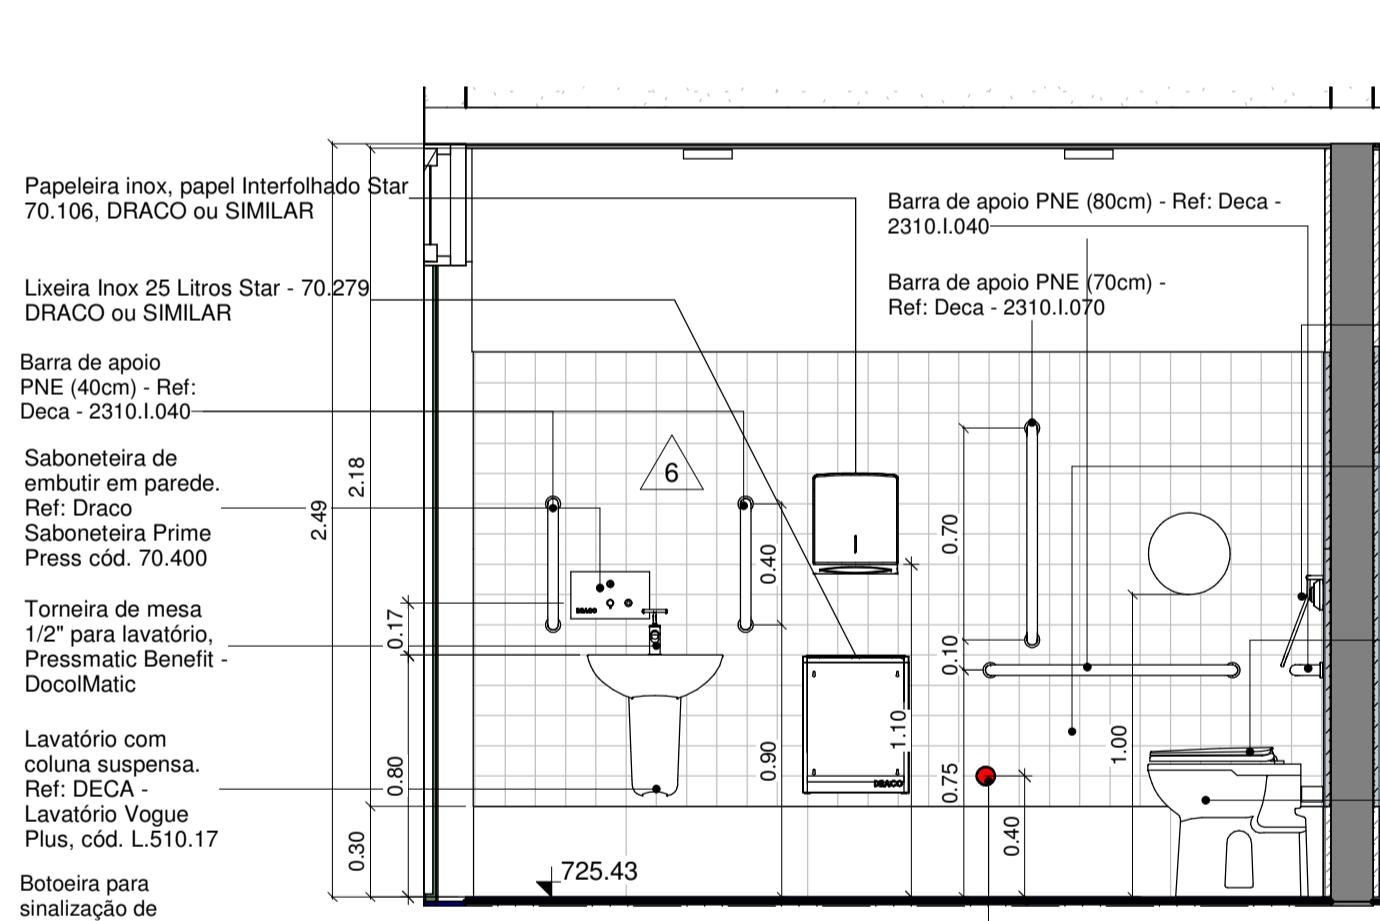 Papeleira inox, papel Interfolhado Star
70.106, DRACO ou SIMILAR
Lixeira Inox 25 Litros Star - 70.279
DRACO ou SIMILAR
Barra de apoio
PNE (40cm) - Ref:
Deca - 2310.I.040
Saboneteira de
embutir em parede.
Ref: Draco
Saboneteira Prime
Press cód. 70.400
Torneira de mesa
1/2" para lavatório,
Pressmatic Benefit -
DocolMatic
Lavatório com
coluna suspensa.
Ref: DECA -
Lavatório Vogue
Plus, cód. L.510.17
Botoeira para
sinalização de
Barra de apoio PNE (80cm) - Ref: Deca -
2310.I.040
Barra de apoio PNE (70cm) -
Ref: Deca - 2310.I.070
2.49
2.18
0.30
0.17
0.80
6
DRACO
0.40
0.90
DRACO
1.10
0.70
0.10
0.75
0.40
1.00
725.43